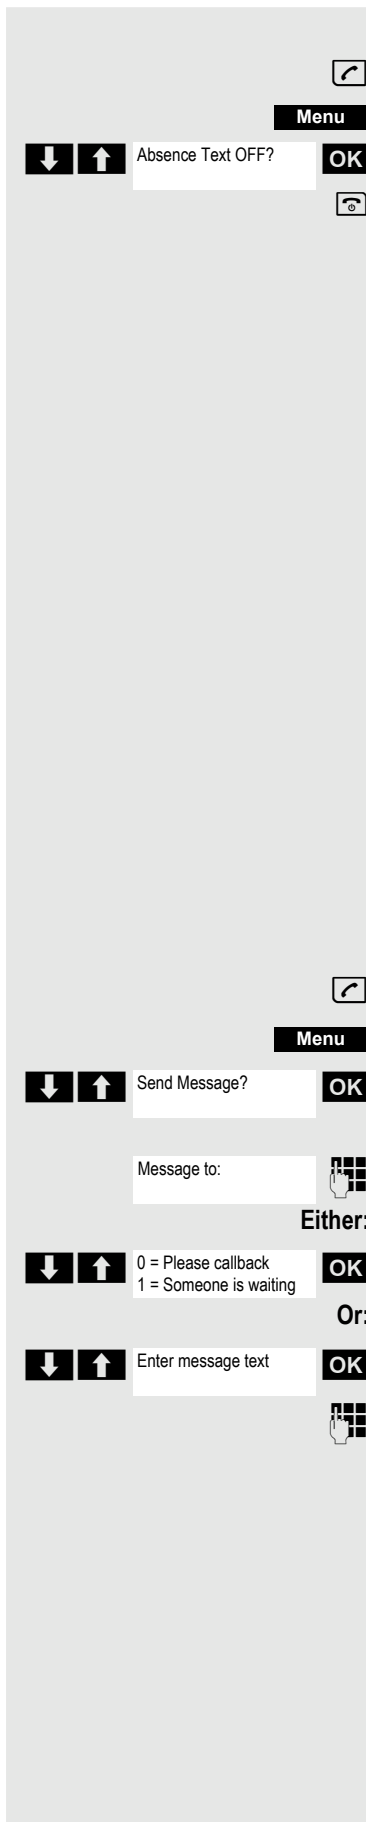 Menu
Absence Text OFF? OK
Menu
Send Message? OK
Message to:
Either:
0 = Please callback OK
1 = Someone is waiting
Or:
Enter message text OK